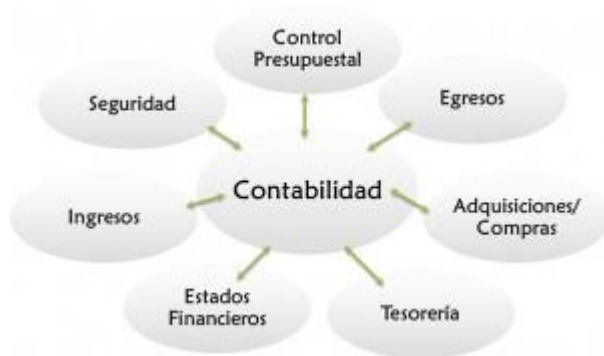 Control
Presupuestal
Seguridad
Egresos
Contabilidad
Ingresos
Adquisiciones/
Compras
Estados
Financieros
Tesorería